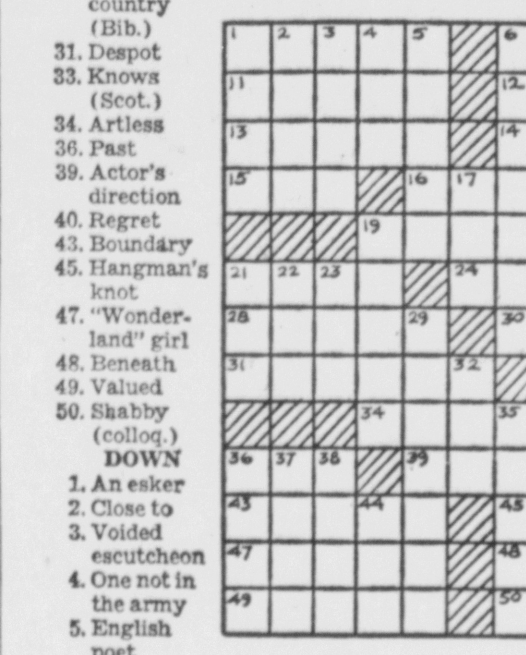 country
(Bib.)
31. Despot
33. Knows
(Scot.)
34. Artless
36. Past
39. Actor's
direction
40. Regret
43. Boundary
45. Hangman's
knot
47. "Wonder-
land" girl
48. Beneath
49. Valued
50. Shabby
(colloq.)
DOWN
1. An esker
2. Close to
3. Voided
escutcheon
4. One not in
the army
5. English
poet
1 2 3 4 5 6
11 12
13 14
15 16 17
19
21 22 23 24
28 29 30
31 32
34 35
36 37 38 39
43 44 45
47 48
49 50